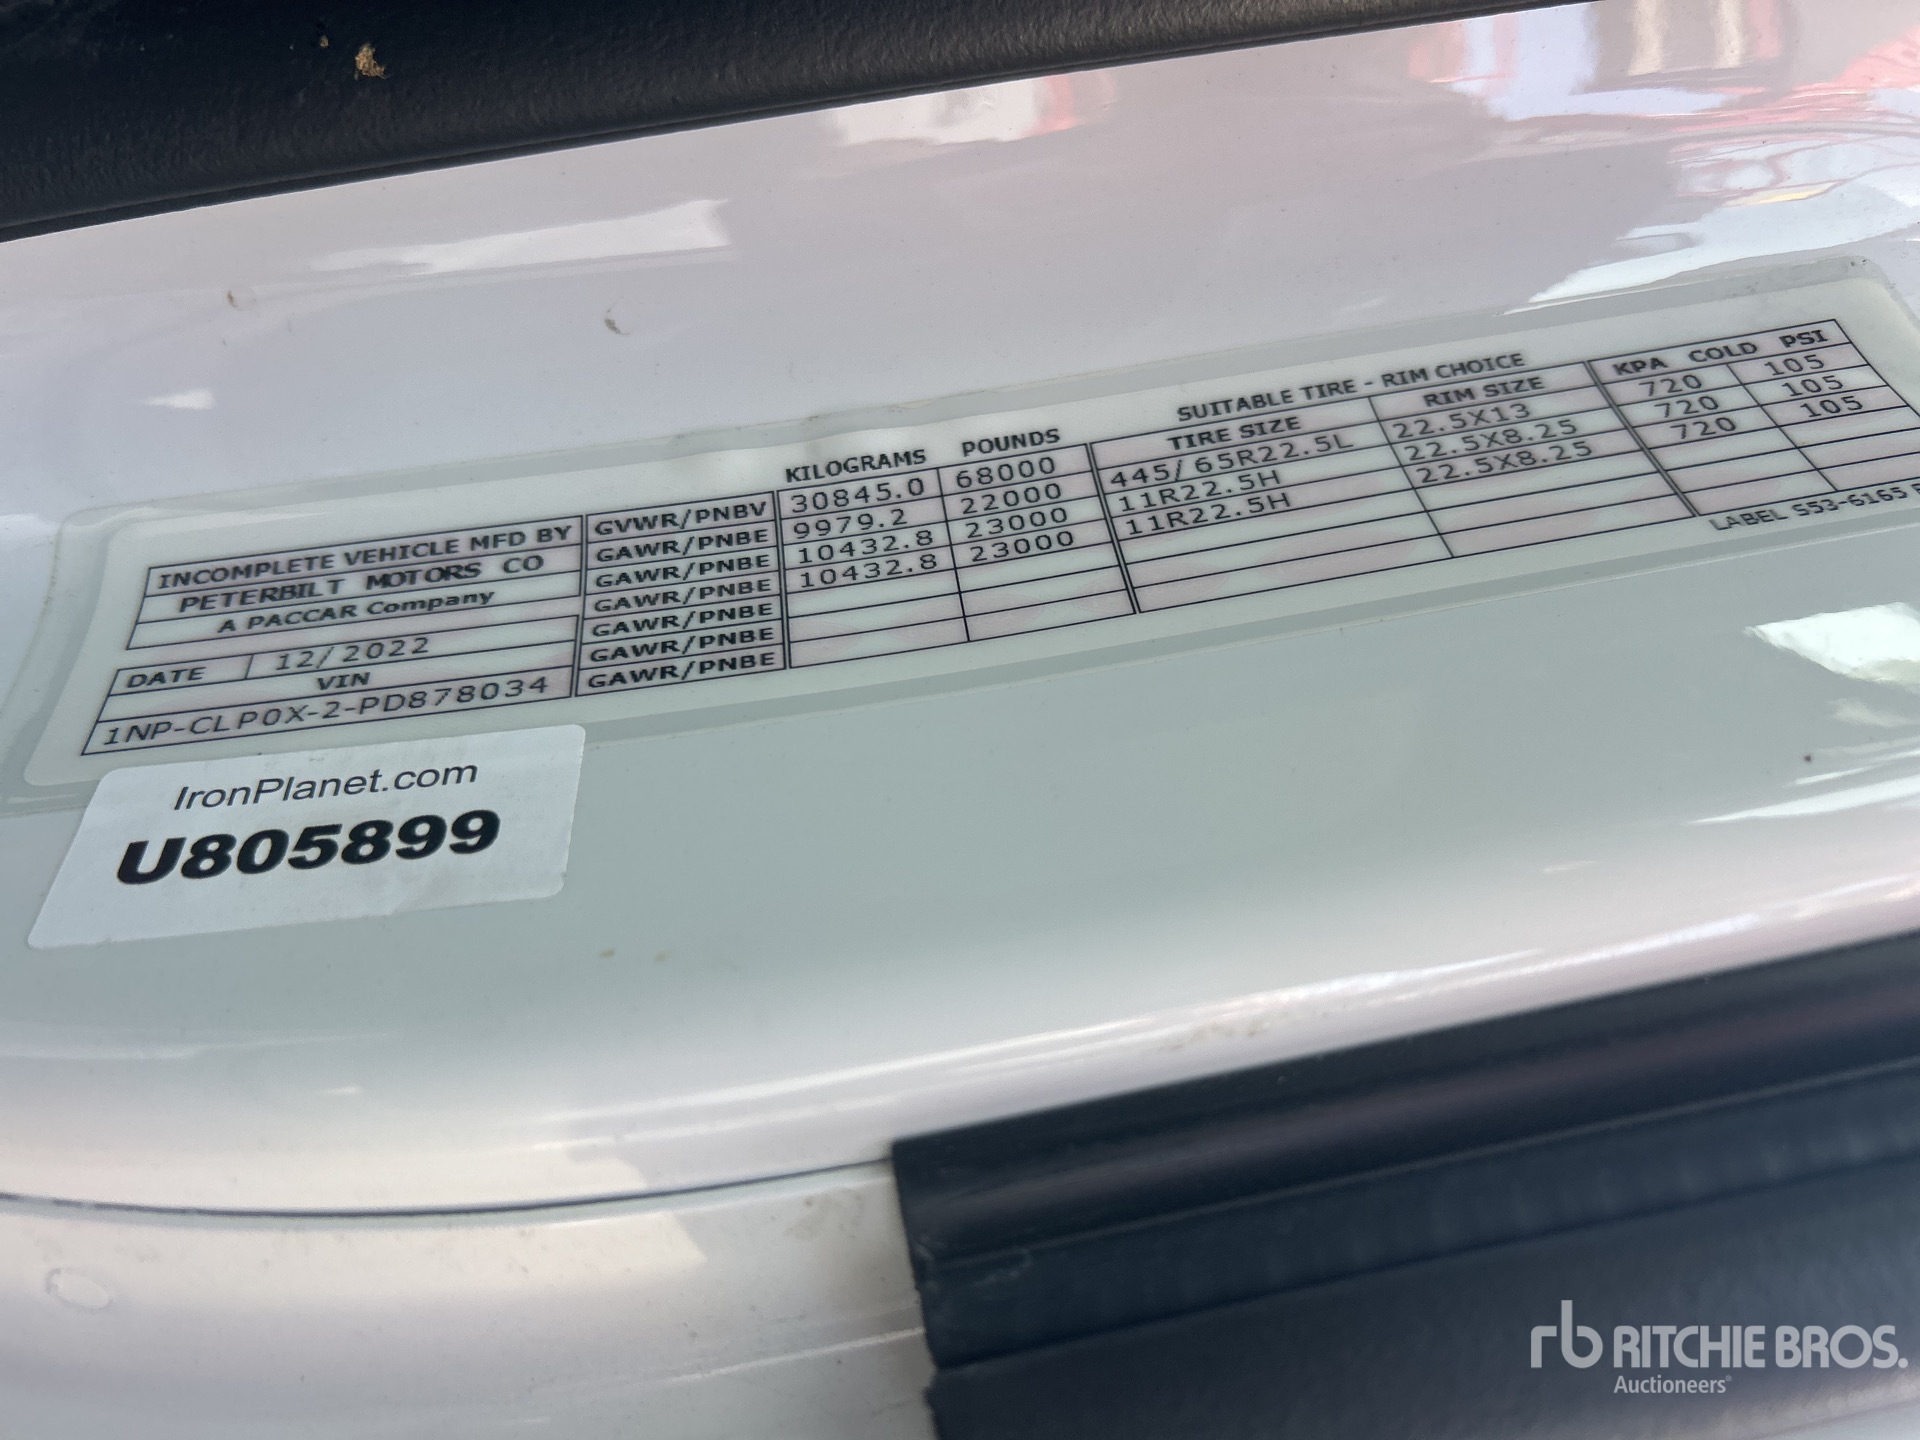 KILOGRAMS POUNDS SUITABLE TIRE - RIM CHOICE
TIRE SIZE RIM SIZE KPA COLD PSI
INCOMPLETE VEHICLE MFD BY
PETERBILT MOTORS CO
A PACCAR Company
DATE 12/2022
VIN
1NP-CLP0X-2-PD878034
GVWR/PNBV 30845.0 68000
GAWR/PNBE 9979.2 22000 445/65R22.5L 22.5X13 720 105
GAWR/PNBE 10432.8 23000 11R22.5H 22.5X8.25 720 105
GAWR/PNBE 10432.8 23000 11R22.5H 22.5X8.25 720 105
GAWR/PNBE
GAWR/PNBE
GAWR/PNBE
LABEL S53-6165
IronPlanet.com
U805899
rb RITCHIE BROS.
Auctioneers